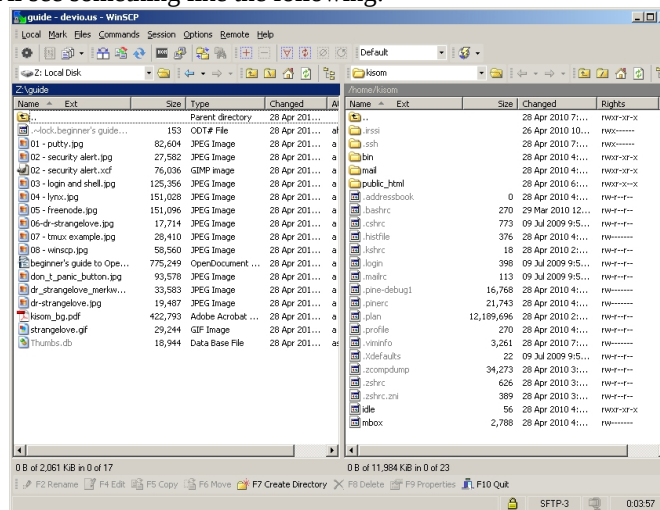 guide - devio.us - WinSCP
Local Mark Files Commands Session Options Remote Help
Default
Z: Local Disk
kisom
Z:\guide
/home/kisom
Name Ext Size Type Changed
Name Ext Size Changed Rights
.. Parent directory 28 Apr 201...
.~lock.beginner's guide... 153 ODT# File 28 Apr 201...
01 - putty.jpg 82,604 JPEG Image 28 Apr 201... a
02 - security alert.jpg 27,582 JPEG Image 28 Apr 201... a
02 - security alert.xcf 76,036 GIMP image 28 Apr 201... a
03 - login and shell.jpg 125,356 JPEG Image 28 Apr 201... a
04 - lynx.jpg 151,028 JPEG Image 28 Apr 201... a
05 - freenode.jpg 151,096 JPEG Image 28 Apr 201... a
06-dr-strangelove.jpg 17,714 JPEG Image 28 Apr 201... a
07 - tmux example.jpg 28,410 JPEG Image 28 Apr 201... a
08 - winscp.jpg 58,560 JPEG Image 28 Apr 201... a
beginner's guide to Ope... 775,249 OpenDocument ... 28 Apr 201... a
don_t_panic_button.jpg 93,578 JPEG Image 28 Apr 201... a
dr_strangelove_merkw... 33,583 JPEG Image 28 Apr 201... a
dr-strangelove.jpg 19,487 JPEG Image 28 Apr 201... a
kisom_bg.pdf 422,793 Adobe Acrobat ... 28 Apr 201... a
strangelove.gif 29,244 GIF Image 28 Apr 201... a
Thumbs.db 18,944 Data Base File 28 Apr 201...
.. 28 Apr 2010 7:... rwxr-xr-x
.irssi 26 Apr 2010 10... rwx------
.ssh 28 Apr 2010 7:... rwx------
bin 28 Apr 2010 4:... rwxr-xr-x
mail 28 Apr 2010 4:... rwx------
public_html 28 Apr 2010 6:... rwxr-x--x
.addressbook 0 28 Apr 2010 4:... rw-r--r--
.bashrc 270 29 Mar 2010 12... rw-r--r--
.cshrc 773 09 Jul 2009 9:5... rw-r--r--
.histfile 376 28 Apr 2010 4:... rw-------
.kshrc 18 28 Apr 2010 2:... rw-r--r--
.login 398 09 Jul 2009 9:5... rw-r--r--
.mailrc 113 09 Jul 2009 9:5... rw-r--r--
.pine-debug1 16,768 28 Apr 2010 4:... rw-------
.pinerc 21,743 28 Apr 2010 4:... rw-------
.plan 12,189,696 28 Apr 2010 2:... rw-r--r--
.profile 270 28 Apr 2010 4:... rw-r--r--
.viminfo 3,261 28 Apr 2010 7:... rw-------
.Xdefaults 22 09 Jul 2009 9:5... rw-r--r--
.zcompdump 34,273 28 Apr 2010 3:... rw-r--r--
.zshrc 626 28 Apr 2010 3:... rw-r--r--
.zshrc.zni 389 28 Apr 2010 3:... rw-r--r--
idle 56 28 Apr 2010 4:... rwxr-xr-x
mbox 2,788 28 Apr 2010 4:... rw-------
0 B of 2,061 KiB in 0 of 17
0 B of 11,984 KiB in 0 of 23
F2 Rename F4 Edit F5 Copy F6 Move F7 Create Directory F8 Delete F9 Properties F10 Quit
SFTP-3 0:03:57